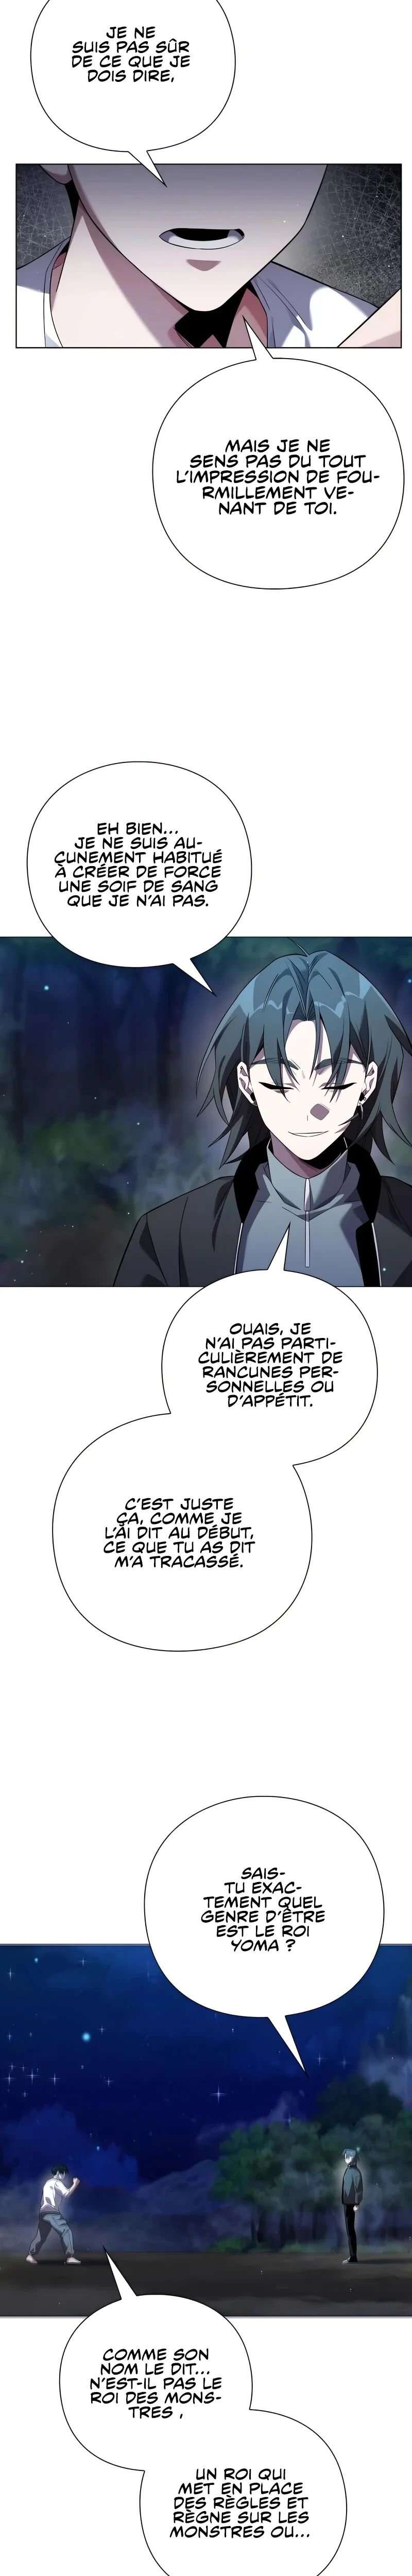 JE NE
SUIS PAS SÛR
DE CE QUE JE
DOIS DIRE,
MAIS JE NE
SENS PAS DU TOUT
L'IMPRESSION DE FOU-
RMILLEMENT VE-
NANT DE TOI.
EH BIEN...
JE NE SUIS AU-
CUNEMENT HABITUÉ
À CRÉER DE FORCE
UNE SOIF DE SANG
QUE JE N'AI PAS.
OUAIS, JE
N'AI PAS PARTI-
CULIÈREMENT DE
RANCUNES PER-
SONNELLES OU
D'APPÉTIT.
C'EST JUSTE
ÇA, COMME JE
L'AI DIT AU DÉBUT,
CE QUE TU AS DIT
M'A TRACASSÉ.
SAIS-
TU EXAC-
TEMENT QUEL
GENRE D'ÊTRE
EST LE ROI
YOMA ?
COMME SON
NOM LE DIT...
N'EST-IL PAS LE
ROI DES MONS-
TRES ,
UN ROI QUI
MET EN PLACE
DES RÈGLES ET
RÈGNE SUR LES
MONSTRES OU...